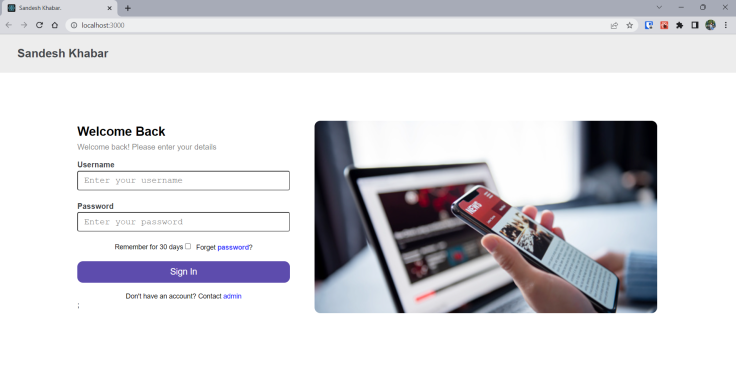 Sandesh Khabar
localhost:3000
Sandesh Khabar
Welcome Back
Welcome back! Please enter your details
Username
Enter your username
Password
Enter your password
Remember for 30 days Forget password?
Sign In
Don't have an account? Contact admin
;
NEWS